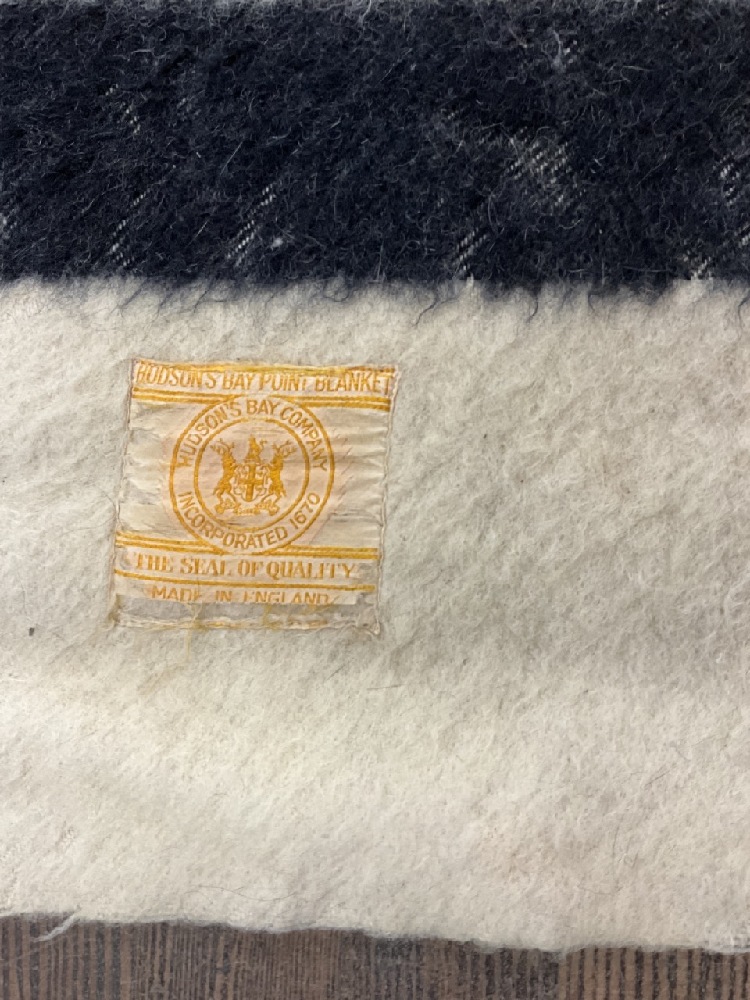 HUDSON'S BAY POINT BLANKET
HUDSON'S BAY COMPANY
INCORPORATED 1670
THE SEAL OF QUALITY
MADE IN ENGLAND